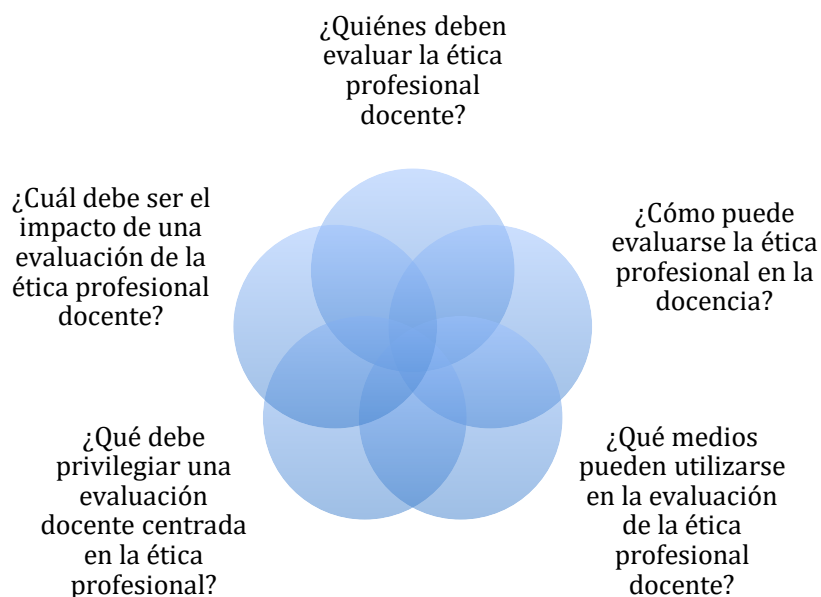 ¿Quiénes deben
evaluar la ética
profesional
docente?
¿Cómo puede
evaluarse la ética
profesional en la
docencia?
¿Qué medios
pueden utilizarse
en la evaluación
de la ética
profesional
docente?
¿Qué debe
privilegiar una
evaluación
docente centrada
en la ética
profesional?
¿Cuál debe ser el
impacto de una
evaluación de la
ética profesional
docente?